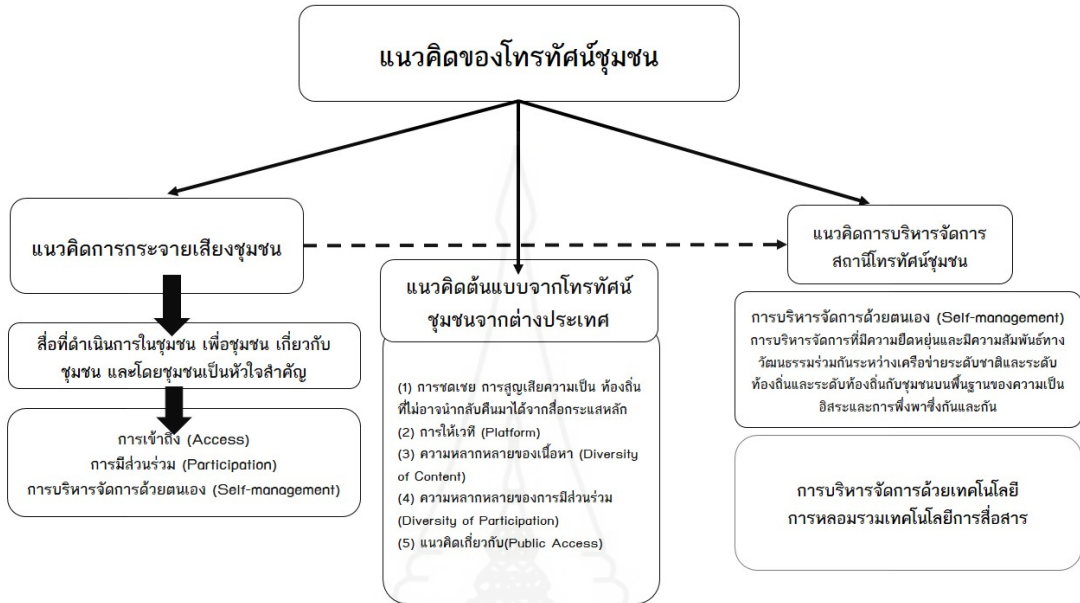 แนวคิดของโทรทัศน์ชุมชน
แนวคิดการกระจายเสียงชุมชน
สื่อที่ดำเนินการในชุมชน เพื่อชุมชน เกี่ยวกับ
ชุมชน และโดยชุมชนเป็นหัวใจสำคัญ
การเข้าถึง (Access)
การมีส่วนร่วม (Participation)
การบริหารจัดการด้วยตนเอง (Self-management)
แนวคิดต้นแบบจากโทรทัศน์
ชุมชนจากต่างประเทศ
(1) การชดเชย การสูญเสียความเป็น ท้องถิ่น
ที่ไม่อาจนำกลับคืนมาได้จากสื่อกระแสหลัก
(2) การให้เวที (Platform)
(3) ความหลากหลายของเนื้อหา (Diversity
of Content)
(4) ความหลากหลายของการมีส่วนร่วม
(Diversity of Participation)
(5) แนวคิดเกี่ยวกับ(Public Access)
แนวคิดการบริหารจัดการ
สถานีโทรทัศน์ชุมชน
การบริหารจัดการด้วยตนเอง (Self-management)
การบริหารจัดการที่มีความยืดหยุ่นและมีความสัมพันธ์ทาง
วัฒนธรรมร่วมกันระหว่างเครือข่ายระดับชาติและระดับ
ท้องถิ่นและระดับท้องถิ่นกับชุมชนบนพื้นฐานของความเป็น
อิสระและการพึ่งพาซึ่งกันและกัน
การบริหารจัดการด้วยเทคโนโลยี
การหลอมรวมเทคโนโลยีการสื่อสาร